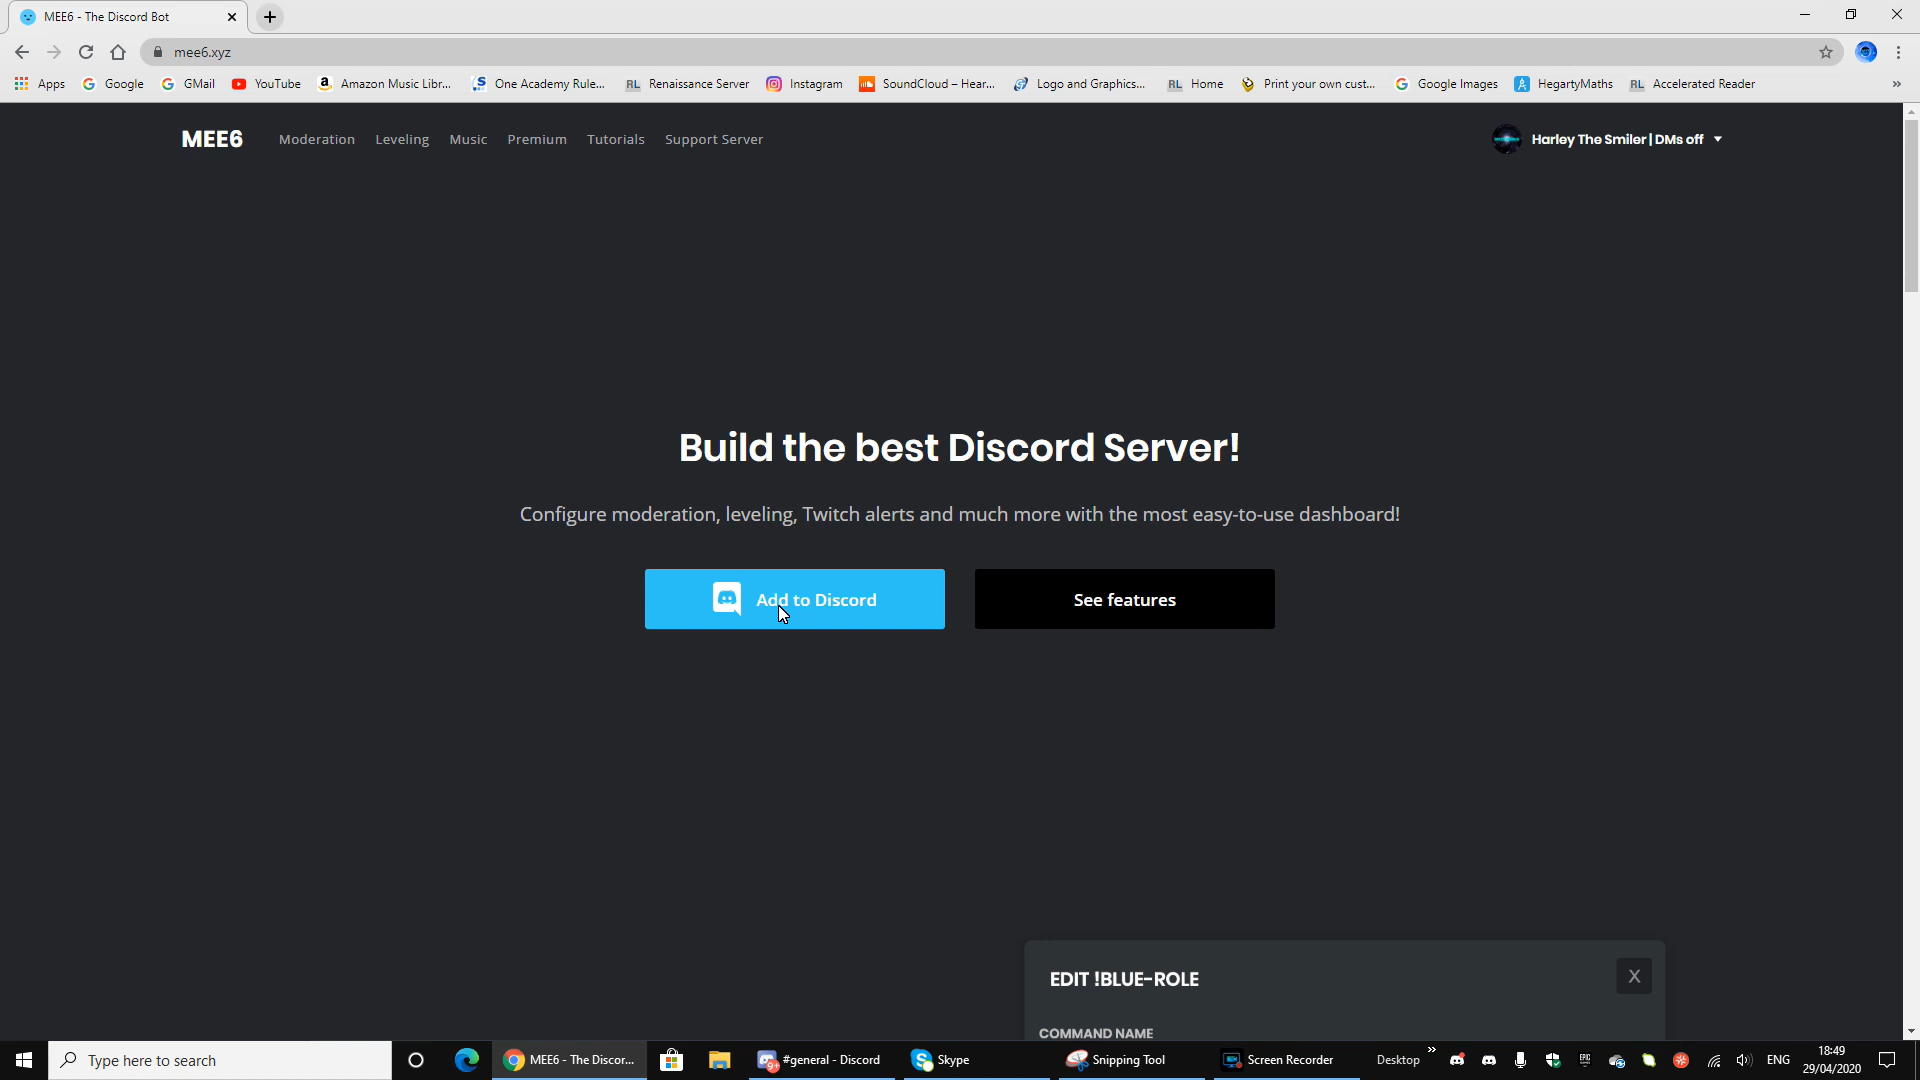 MEE6 - The Discord Bot
mee6.xyz
Apps Google GMail YouTube Amazon Music Libr... One Academy Rule... RL Renaissance Server Instagram SoundCloud – Hear... Logo and Graphics... RL Home Print your own cust... Google Images HegartyMaths RL Accelerated Reader »
MEE6 Moderation Leveling Music Premium Tutorials Support Server Harley The Smiler | DMs off
Build the best Discord Server!
Configure moderation, leveling, Twitch alerts and much more with the most easy-to-use dashboard!
Add to Discord See features
EDIT !BLUE-ROLE X
COMMAND NAME
Type here to search MEE6 - The Discor... 9+ #general - Discord Skype Snipping Tool Screen Recorder Desktop » EPIC ENG 18:49
29/04/2020